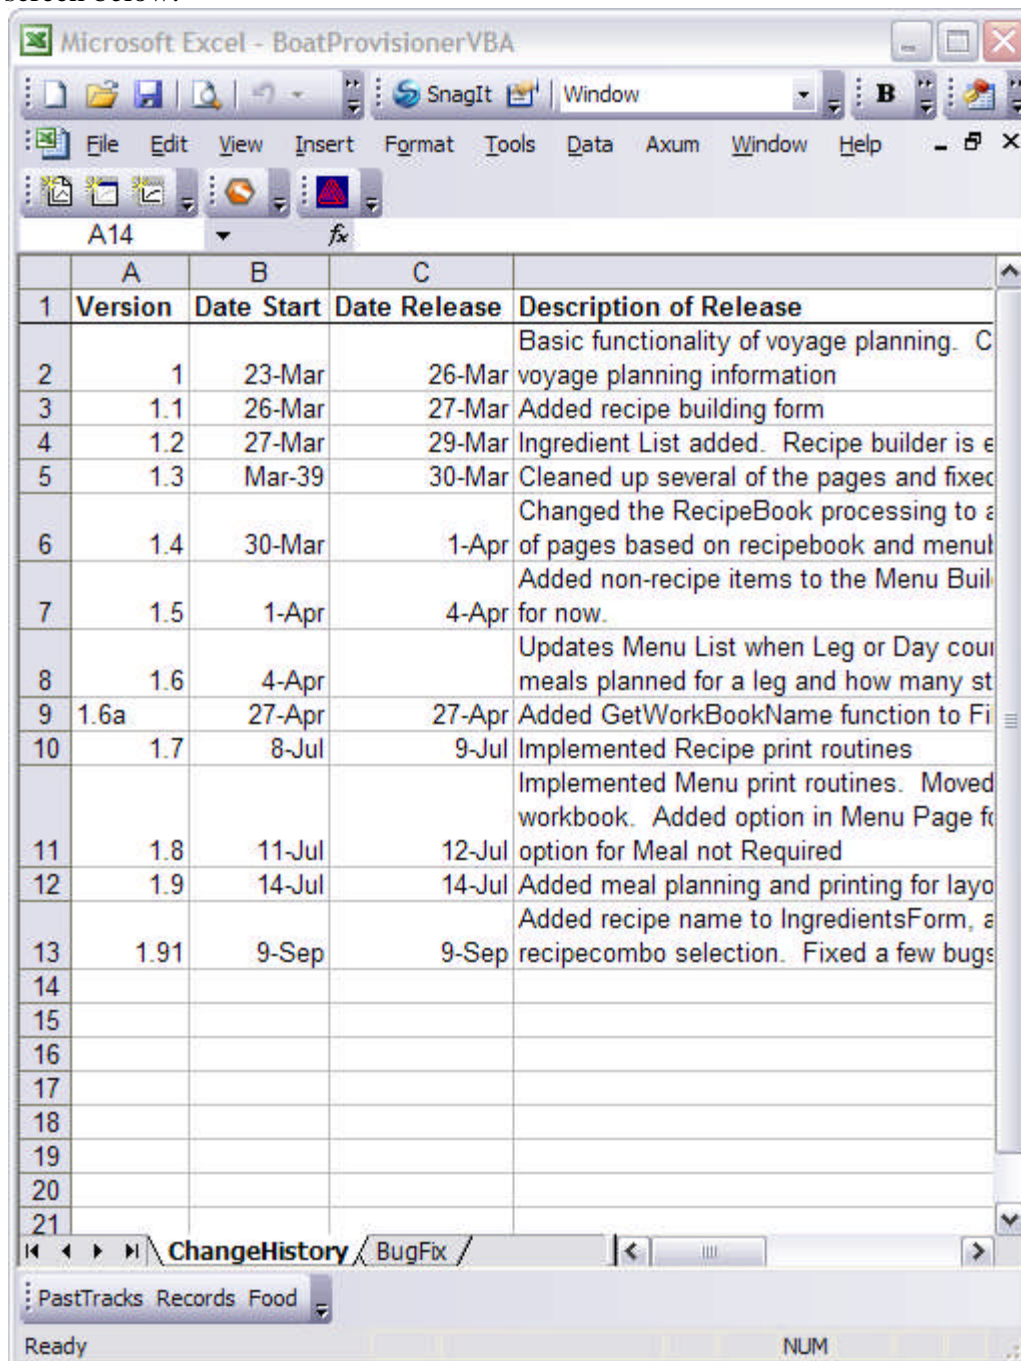 screen below.
Microsoft Excel - BoatProvisionerVBA
SnagIt Window B
File Edit View Insert Format Tools Data Axum Window Help
A14 fx
A B C
1 Version Date Start Date Release Description of Release
Basic functionality of voyage planning. C
2 1 23-Mar 26-Mar voyage planning information
3 1.1 26-Mar 27-Mar Added recipe building form
4 1.2 27-Mar 29-Mar Ingredient List added. Recipe builder is e
5 1.3 Mar-39 30-Mar Cleaned up several of the pages and fixed
Changed the RecipeBook processing to a
6 1.4 30-Mar 1-Apr of pages based on recipebook and menub
Added non-recipe items to the Menu Buil
7 1.5 1-Apr 4-Apr for now.
Updates Menu List when Leg or Day cour
8 1.6 4-Apr meals planned for a leg and how many st
9 1.6a 27-Apr 27-Apr Added GetWorkBookName function to Fi
10 1.7 8-Jul 9-Jul Implemented Recipe print routines
Implemented Menu print routines. Moved
workbook. Added option in Menu Page fo
11 1.8 11-Jul 12-Jul option for Meal not Required
12 1.9 14-Jul 14-Jul Added meal planning and printing for layo
Added recipe name to IngredientsForm, a
13 1.91 9-Sep 9-Sep recipecombo selection. Fixed a few bugs
14
15
16
17
18
19
20
21
ChangeHistory BugFix
PastTracks Records Food
Ready NUM